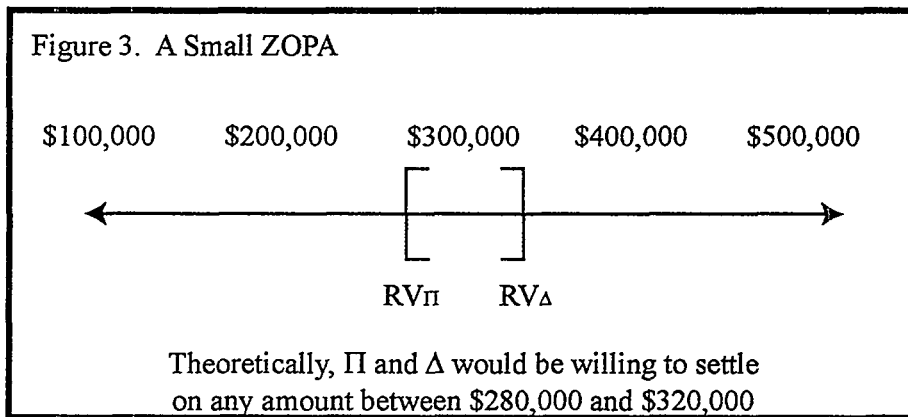 Figure 3. A Small ZOPA
$100,000 $200,000 $300,000 $400,000 $500,000
RVΠ RVΔ
Theoretically, Π and Δ would be willing to settle
on any amount between $280,000 and $320,000